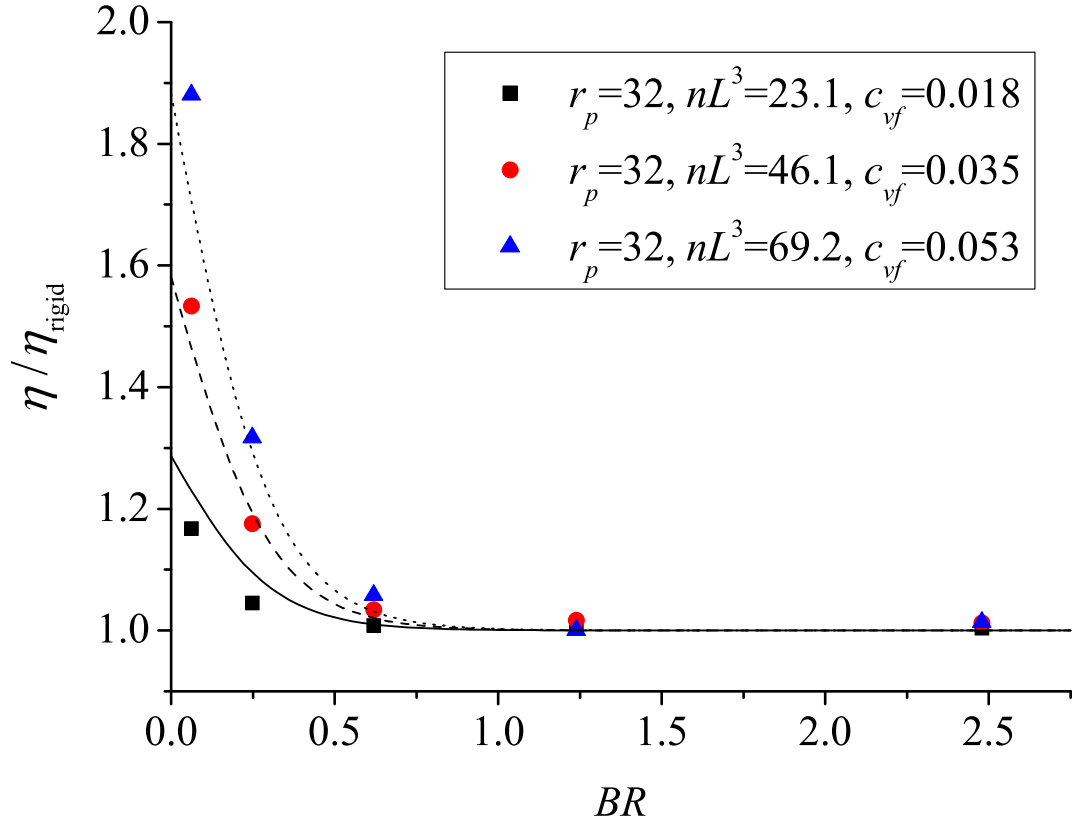 2.0
1.8
1.6
1.4
1.2
1.0
η / η_rigid
r_p=32, nL^3=23.1, c_vf=0.018
r_p=32, nL^3=46.1, c_vf=0.035
r_p=32, nL^3=69.2, c_vf=0.053
0.0 0.5 1.0 1.5 2.0 2.5
BR